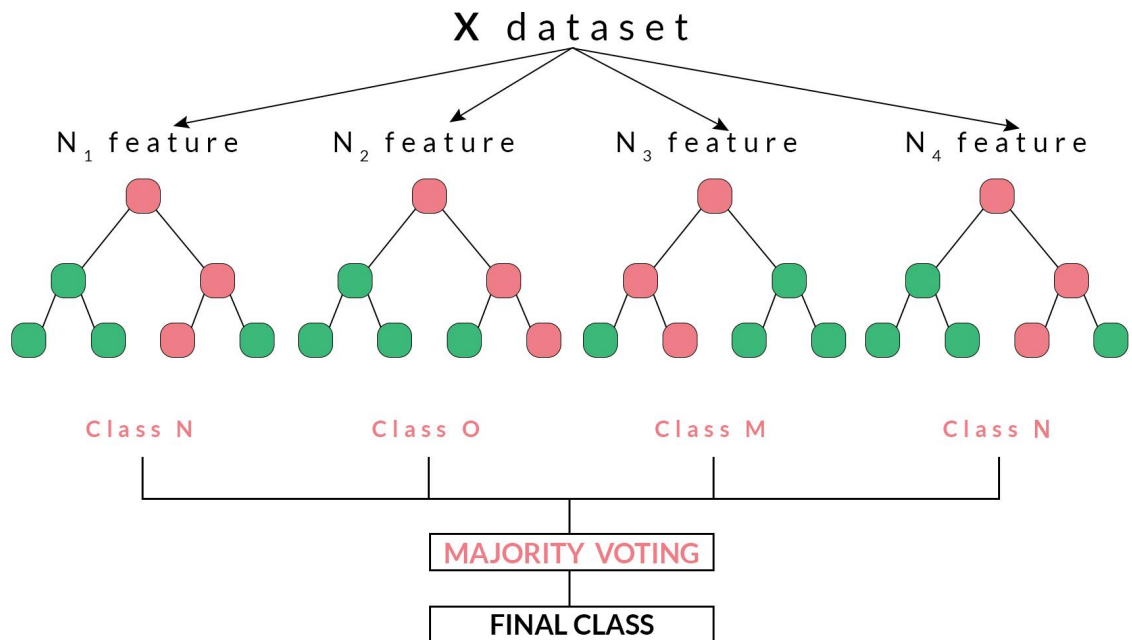 X dataset
N₁ feature
N₂ feature
N₃ feature
N₄ feature
Class N
Class O
Class M
Class N
MAJORITY VOTING
FINAL CLASS